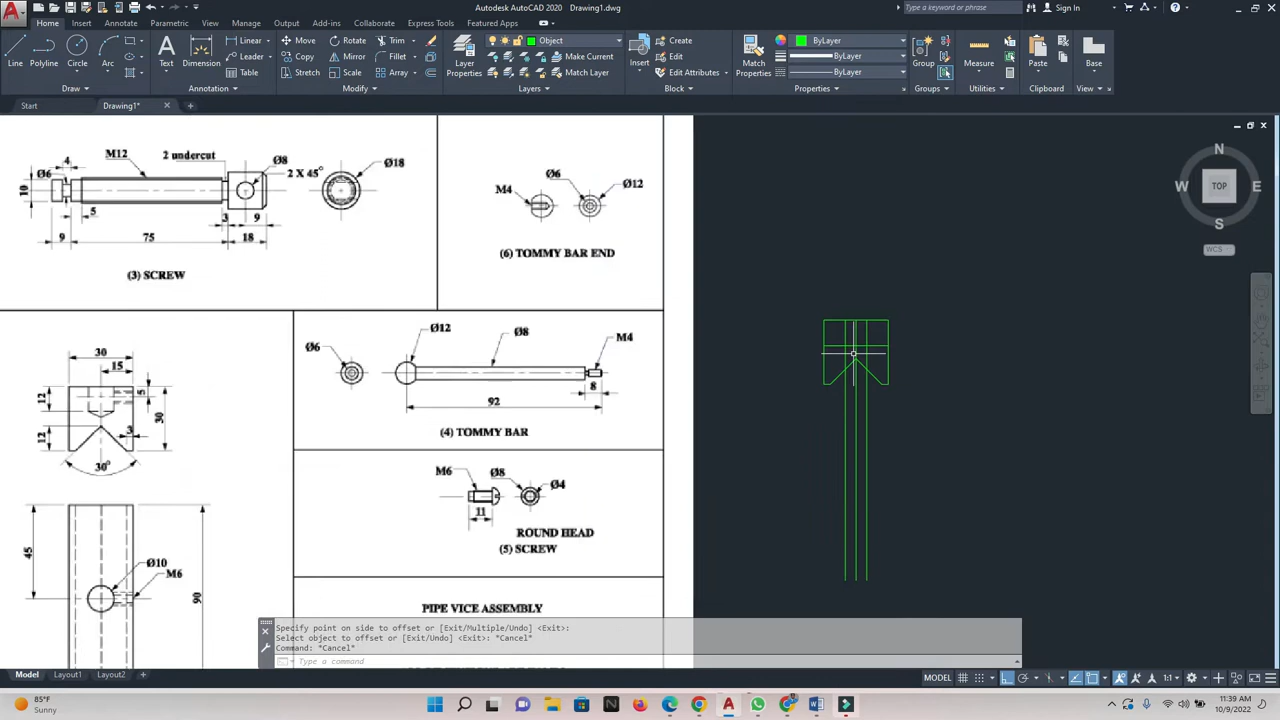 Autodesk AutoCAD 2020 Drawing1.dwg
Type a keyword or phrase
Sign In
Home Insert Annotate Parametric View Manage Output Add-ins Collaborate Express Tools Featured Apps
Line Polyline Circle Arc
Text Dimension
Linear
Leader
Table
Move Rotate Trim
Copy Mirror Fillet
Stretch Scale Array
Layer
Properties
Object
Make Current
Match Layer
Insert
Create
Edit
Edit Attributes
Match
Properties
ByLayer
ByLayer
ByLayer
Group
Measure
Paste
Base
Draw
Modify
Annotation
Layers
Block
Properties
Groups
Utilities
Clipboard
View
Start Drawing1*
4
M12
2 undercut
Ø8
2 X 45°
Ø18
Ø6
10
5
3
9
9
75
18
(3) SCREW
M4
Ø6
Ø12
(6) TOMMY BAR END
N
W
TOP
E
S
WCS
30
15
12
5
30
12
3
30°
Ø6
Ø12
Ø8
M4
8
92
(4) TOMMY BAR
M6
Ø8
Ø4
11
ROUND HEAD
(5) SCREW
PIPE VICE ASSEMBLY
45
Ø10
M6
90
Specify point on side to offset or [Exit/Multiple/Undo] <Exit>:
Select object to offset or [Exit/Undo] <Exit>: *Cancel*
Command: *Cancel*
Type a command
Model Layout1 Layout2
MODEL
1:1
85°F
Sunny
11:39 AM
10/9/2022